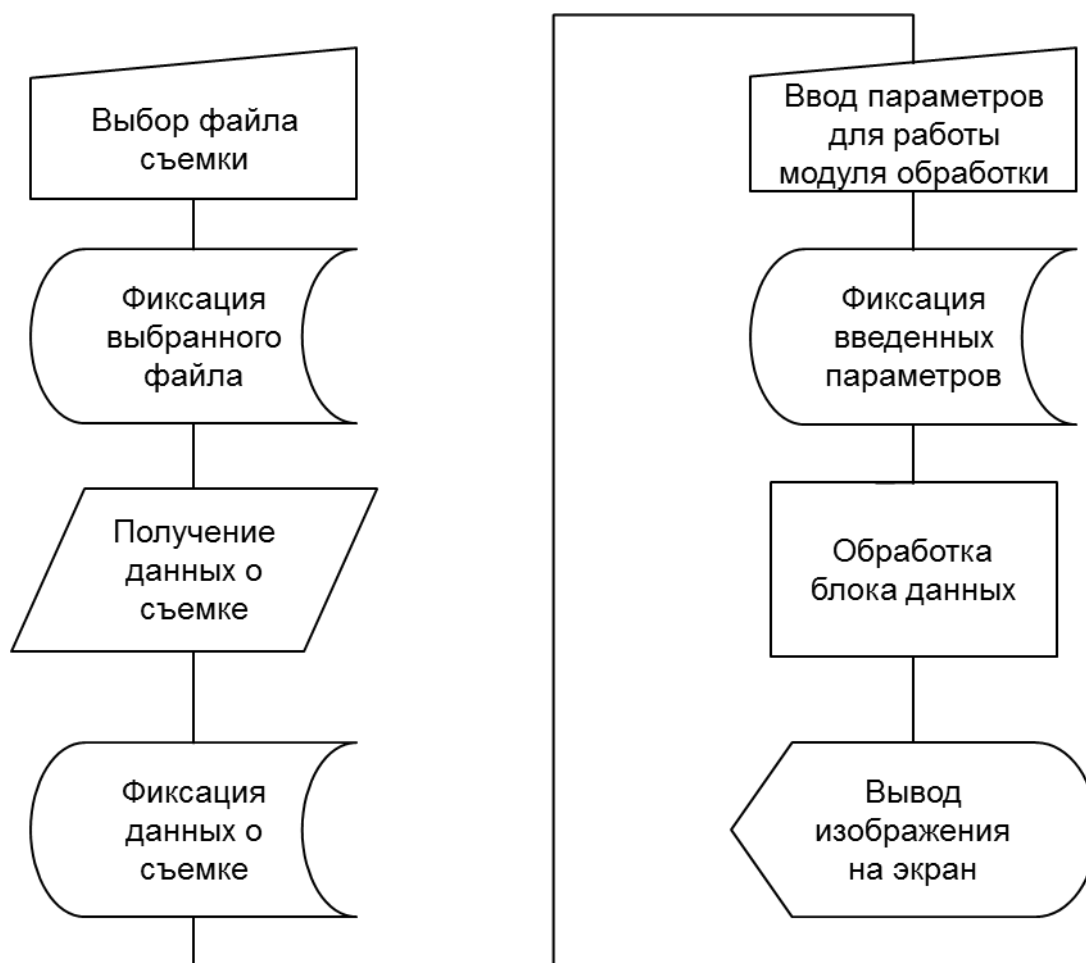 Выбор файла
съемки
Фиксация
выбранного
файла
Получение
данных о
съемке
Фиксация
данных о
съемке
Ввод параметров
для работы
модуля обработки
Фиксация
введенных
параметров
Обработка
блока данных
Вывод
изображения
на экран